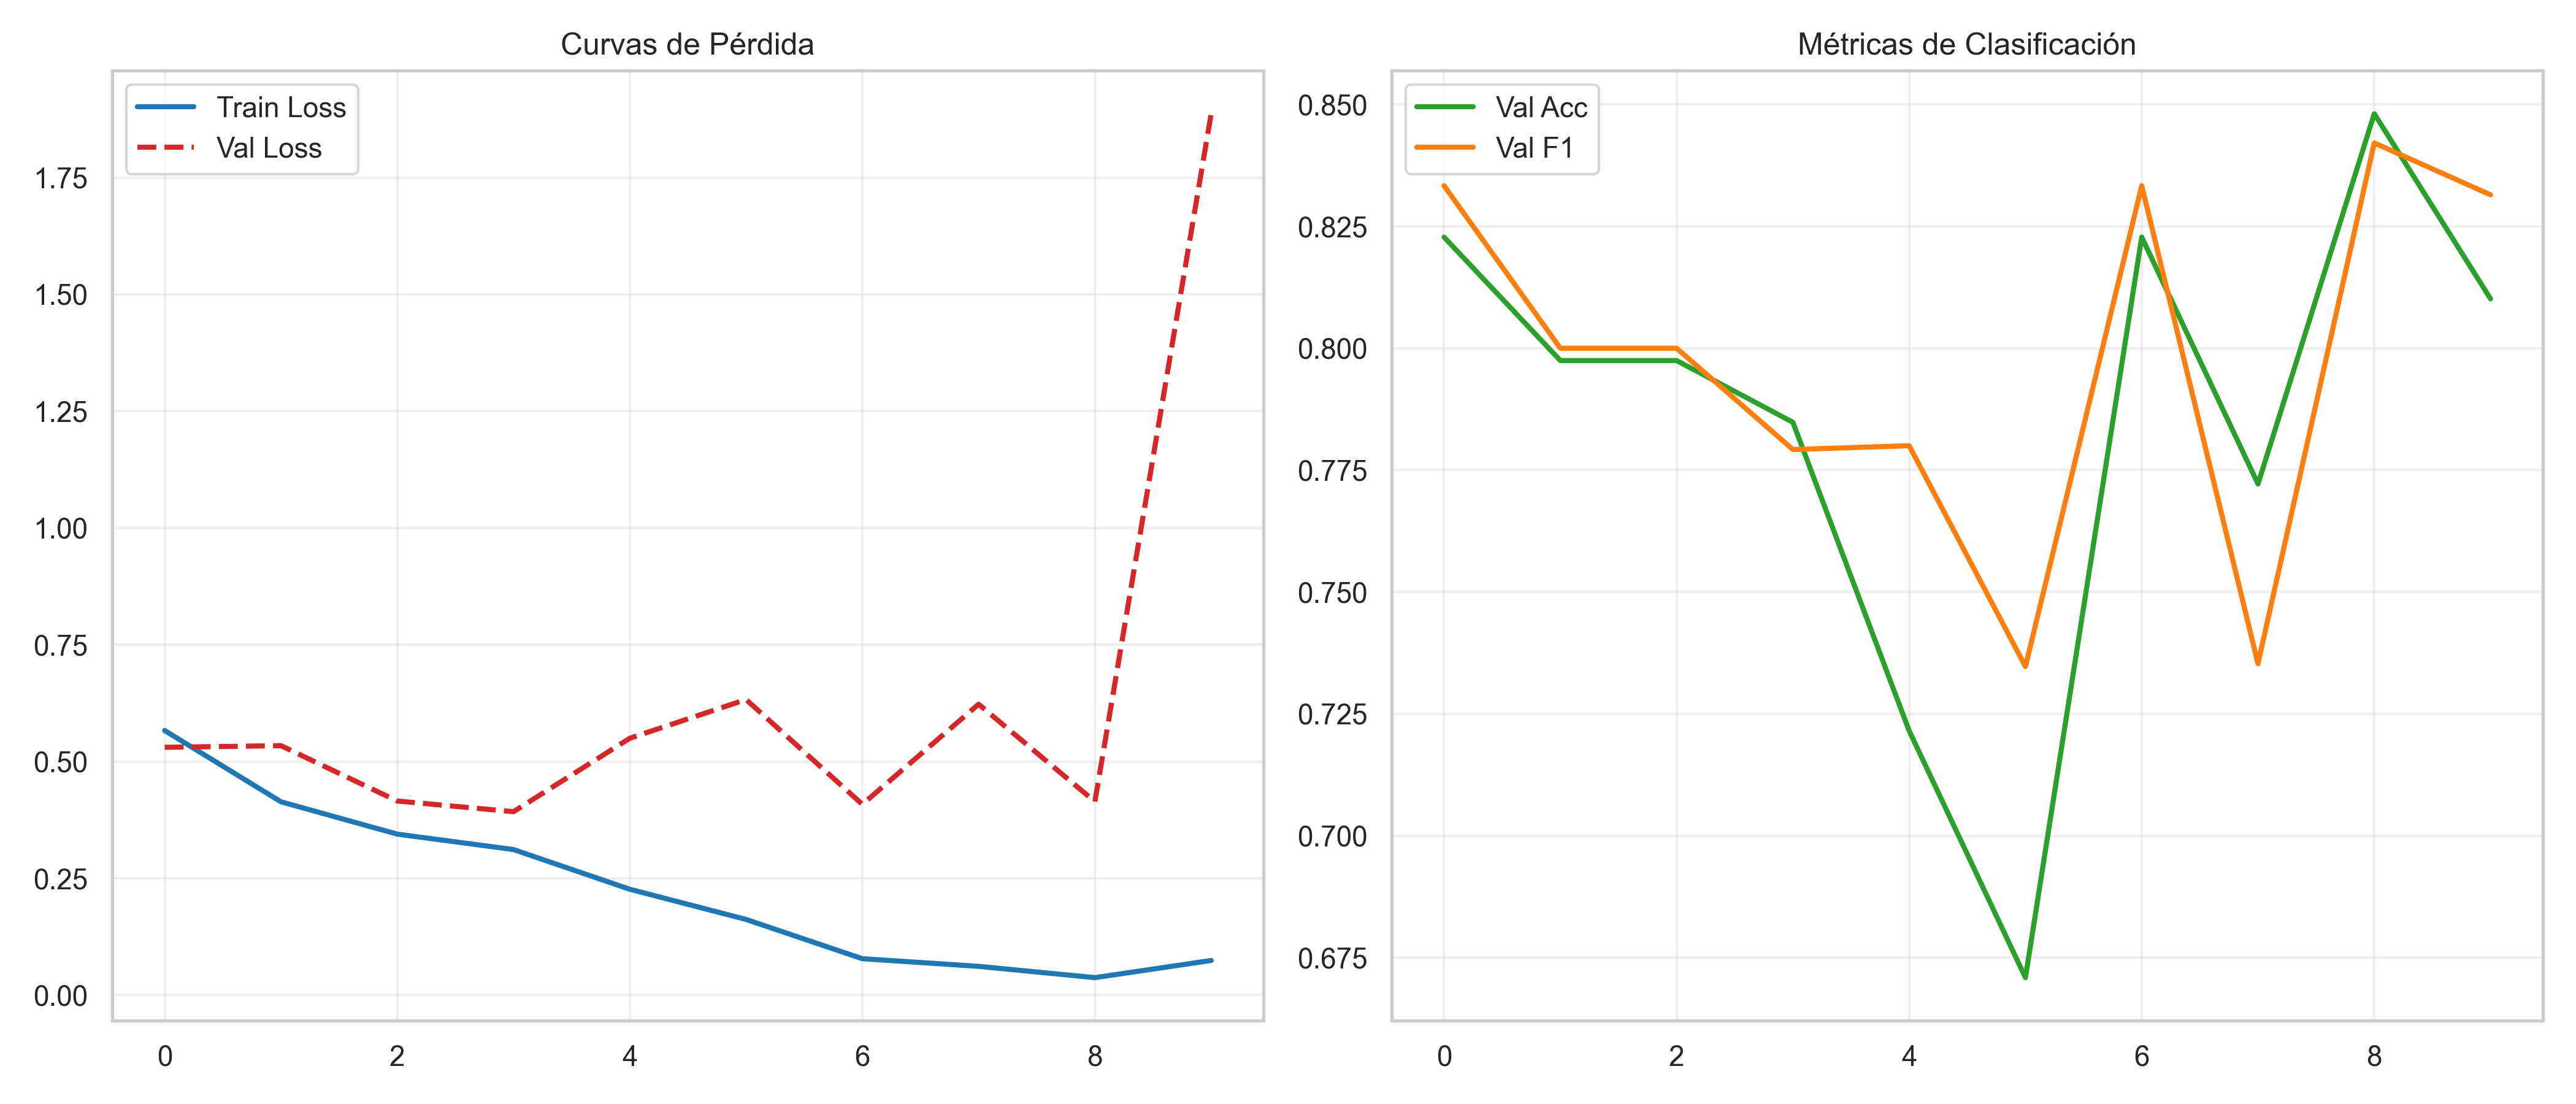 Curvas de Pérdida
Train Loss
Val Loss
1.75
1.50
1.25
1.00
0.75
0.50
0.25
0.00
0 2 4 6 8
Métricas de Clasificación
Val Acc
Val F1
0.850
0.825
0.800
0.775
0.750
0.725
0.700
0.675
0 2 4 6 8